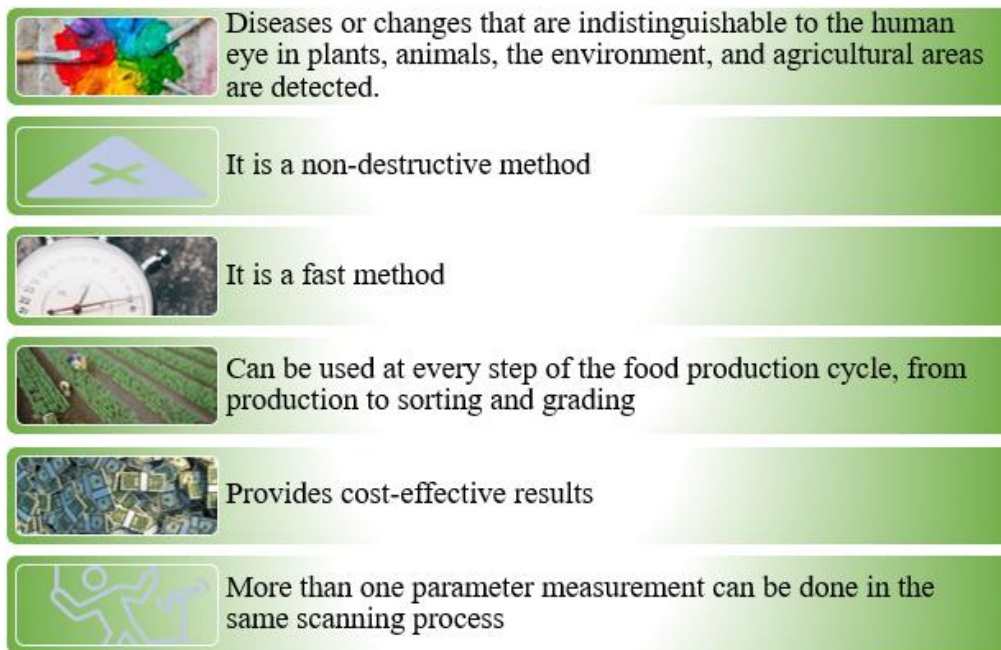 Diseases or changes that are indistinguishable to the human
eye in plants, animals, the environment, and agricultural areas
are detected.
It is a non-destructive method
It is a fast method
Can be used at every step of the food production cycle, from
production to sorting and grading
Provides cost-effective results
More than one parameter measurement can be done in the
same scanning process